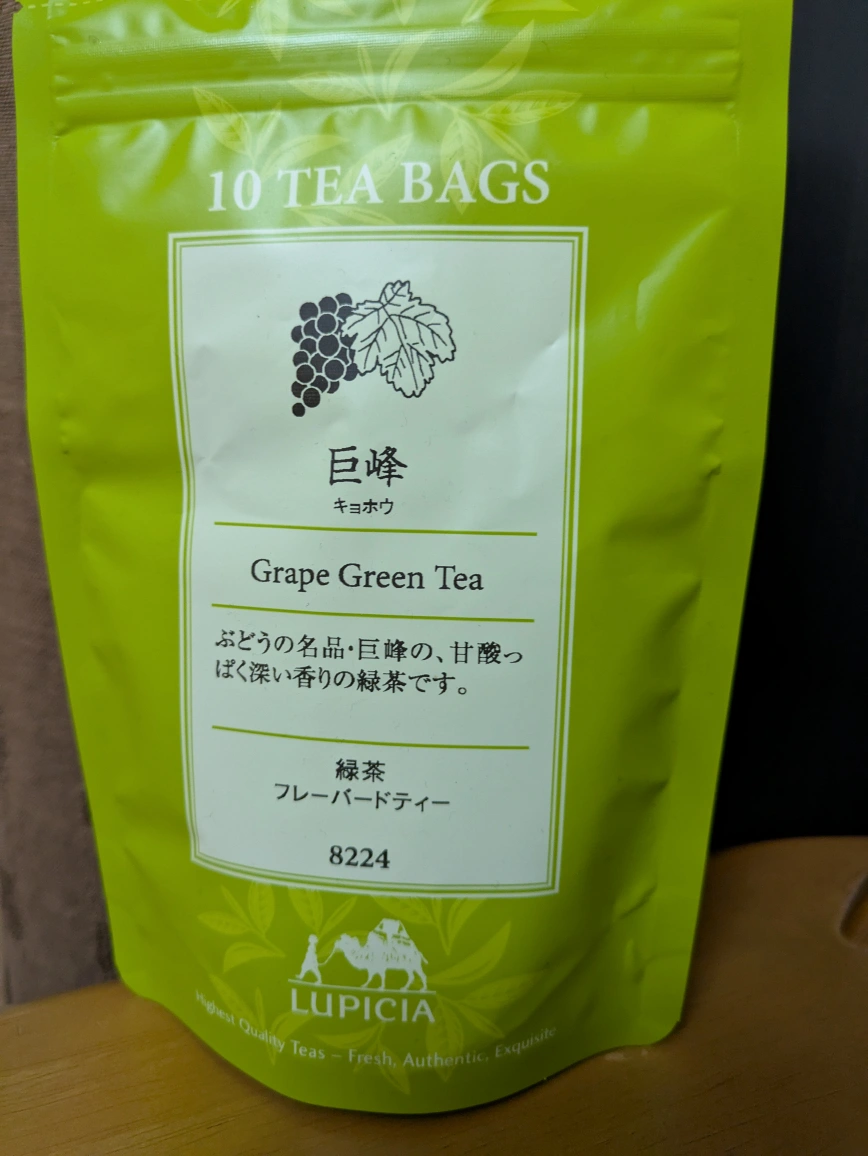 10 TEA BAGS
巨峰
キョホウ
Grape Green Tea
ぶどうの名品・巨峰の、甘酸っ
ぱく深い香りの緑茶です。
緑茶
フレーバードティー
8224
LUPICIA
Highest Quality Teas – Fresh, Authentic, Exquisite